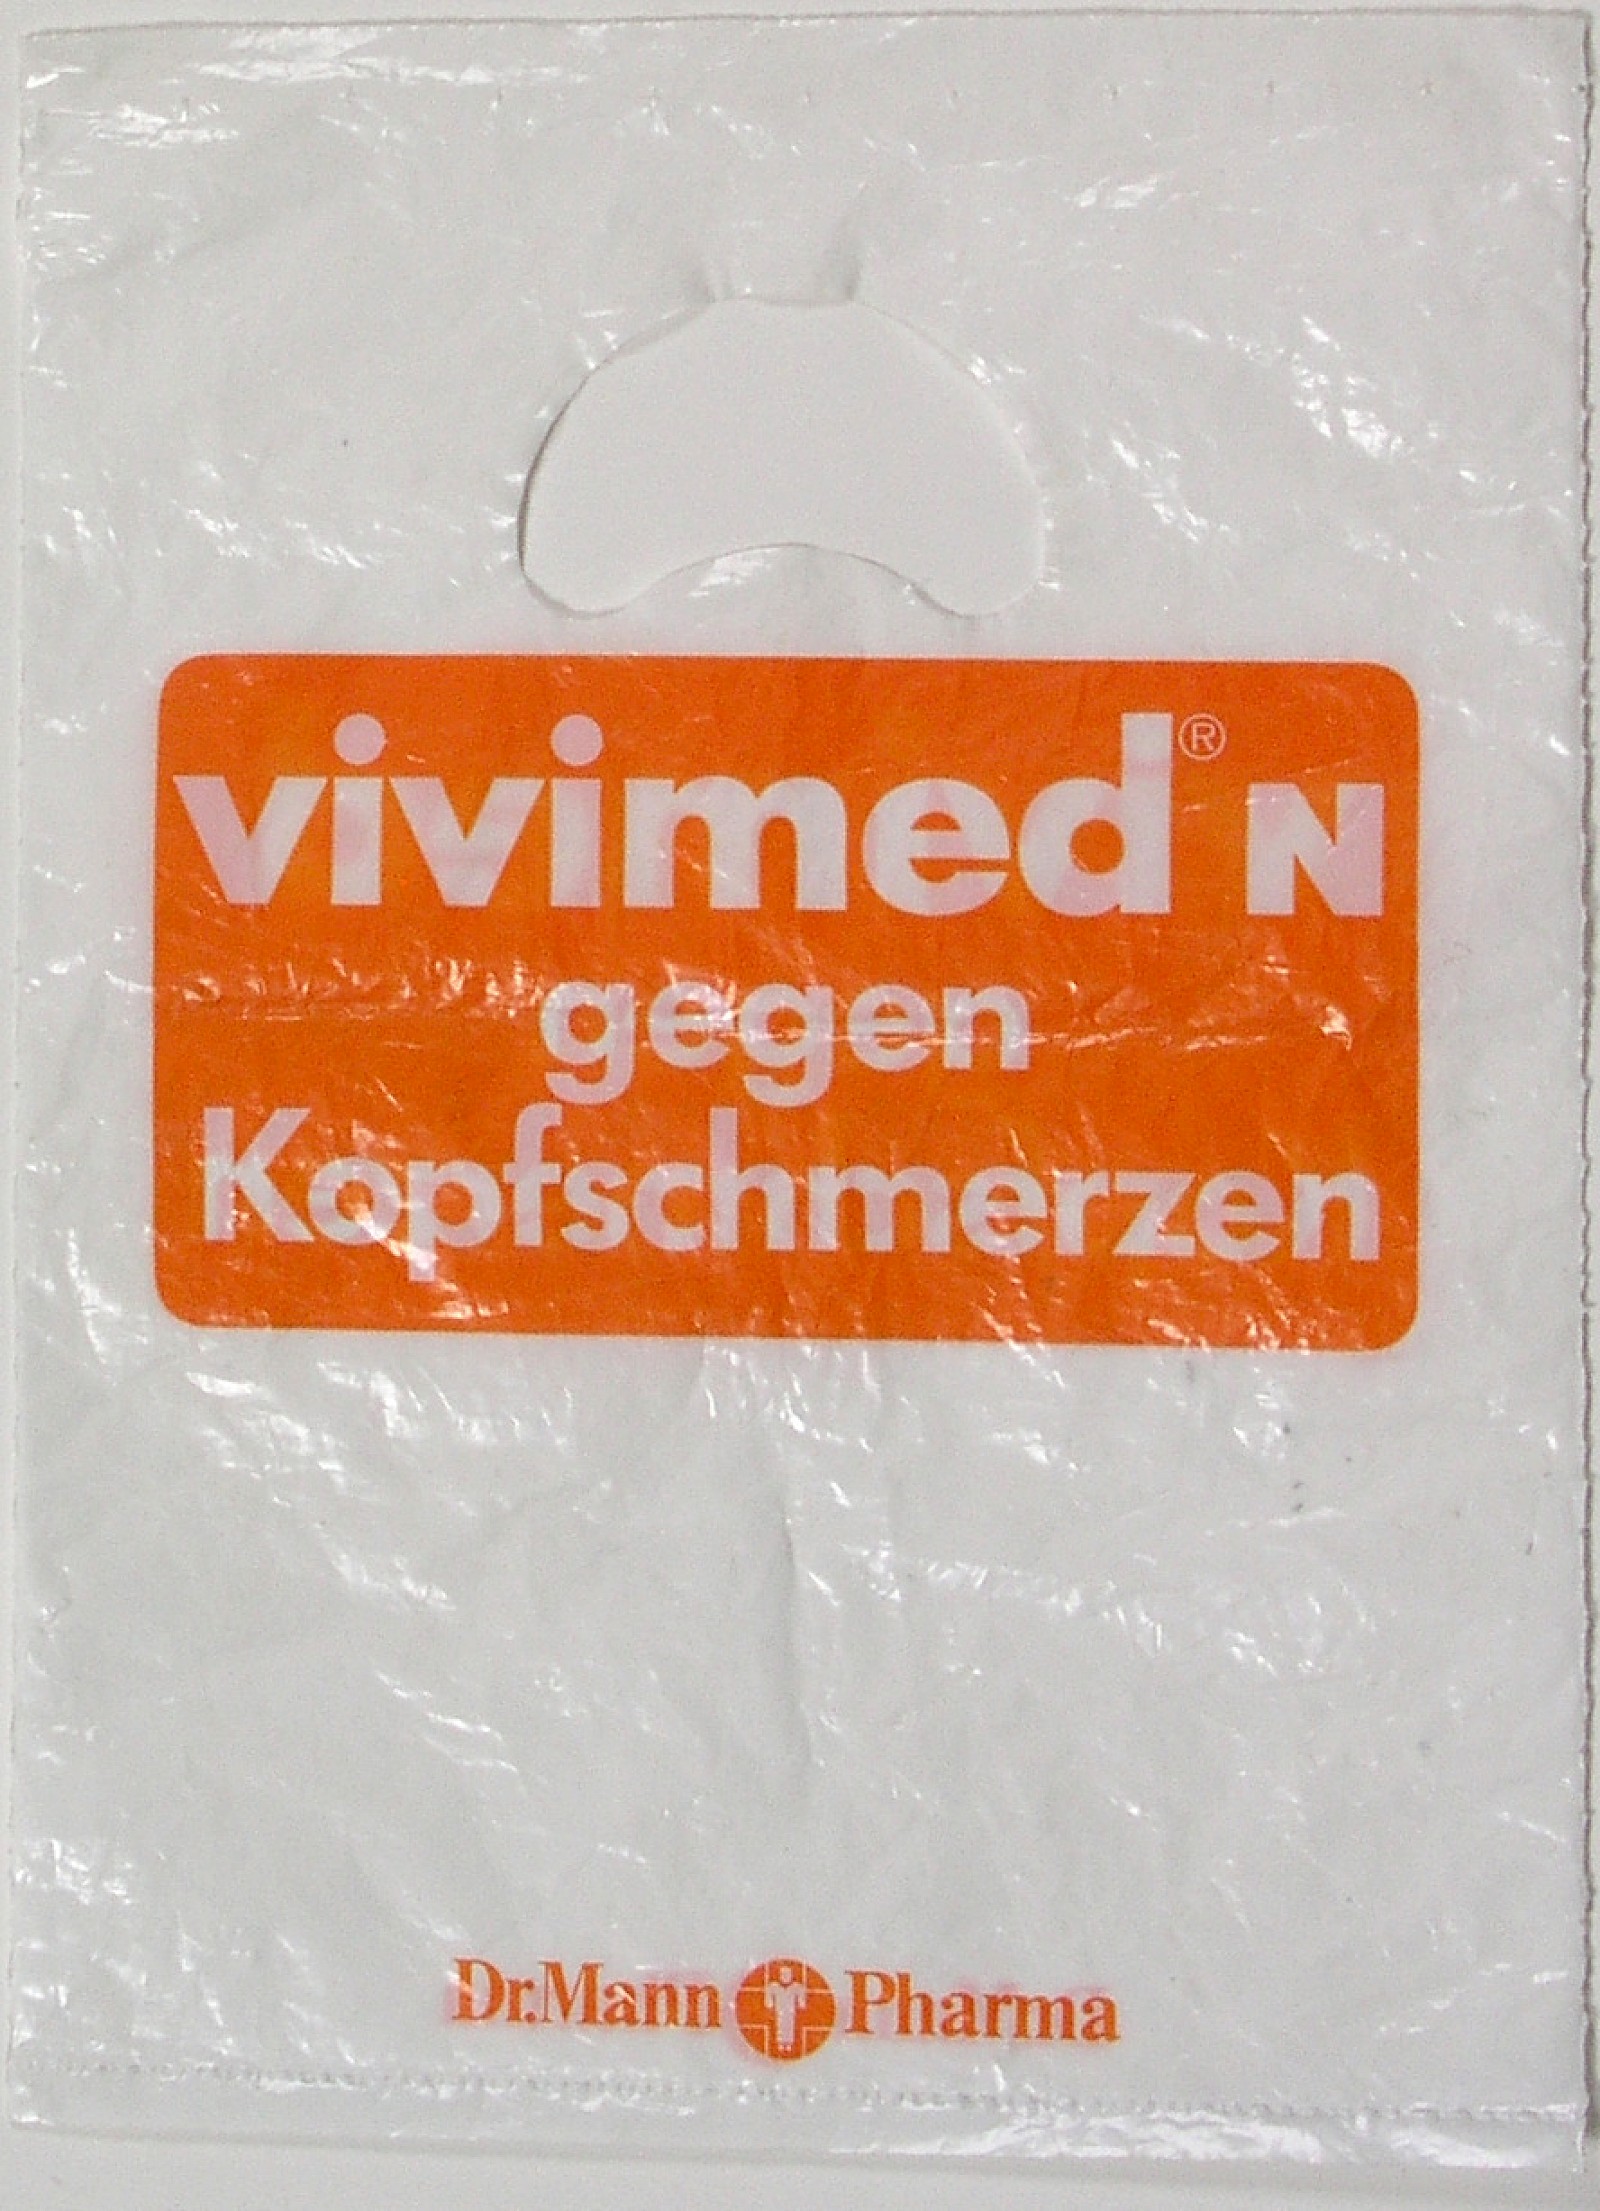 vivimed® N
gegen
Kopfschmerzen
Dr.Mann Pharma